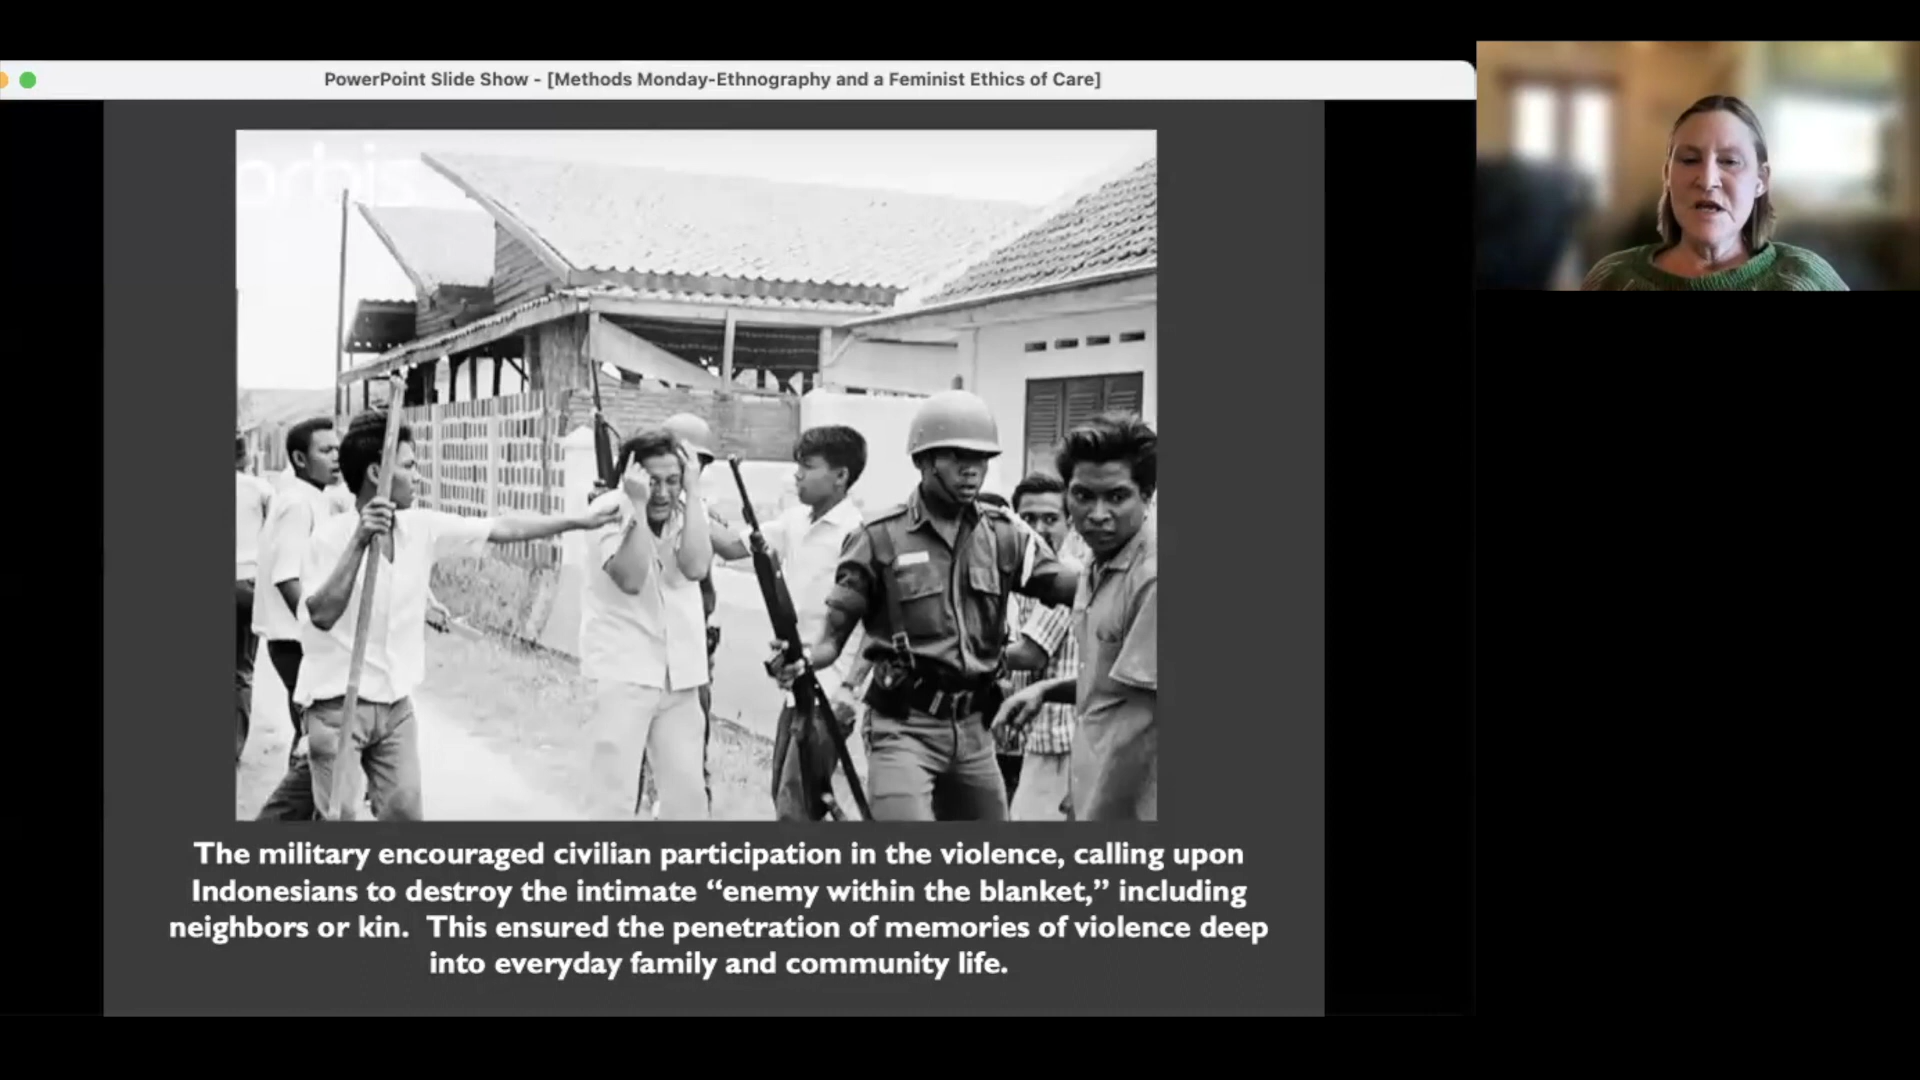 PowerPoint Slide Show - [Methods Monday-Ethnography and a Feminist Ethics of Care]
orbis
The military encouraged civilian participation in the violence, calling upon
Indonesians to destroy the intimate “enemy within the blanket,” including
neighbors or kin.  This ensured the penetration of memories of violence deep
into everyday family and community life.